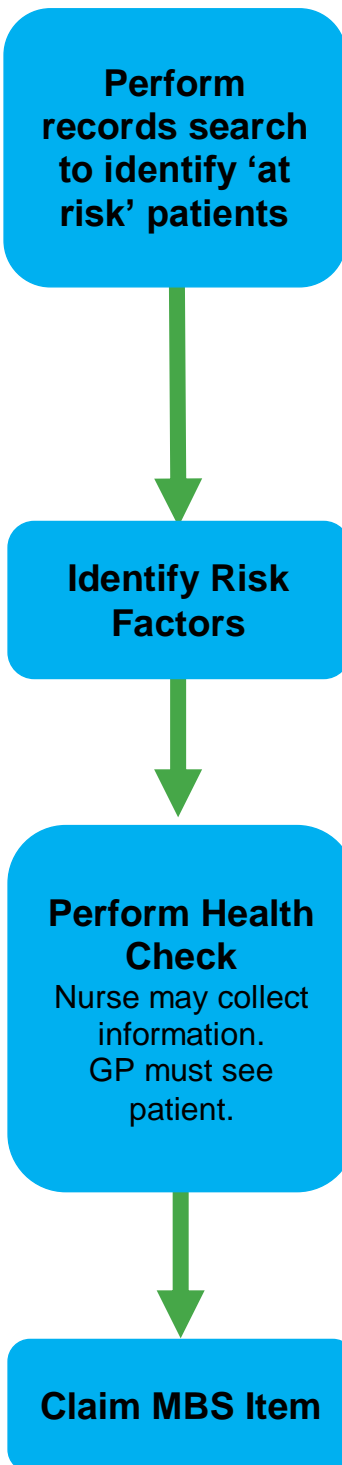 Perform
records search
to identify ‘at
risk’ patients
Identify Risk
Factors
Perform Health
Check
Nurse may collect
information.
GP must see
patient.
Claim MBS Item